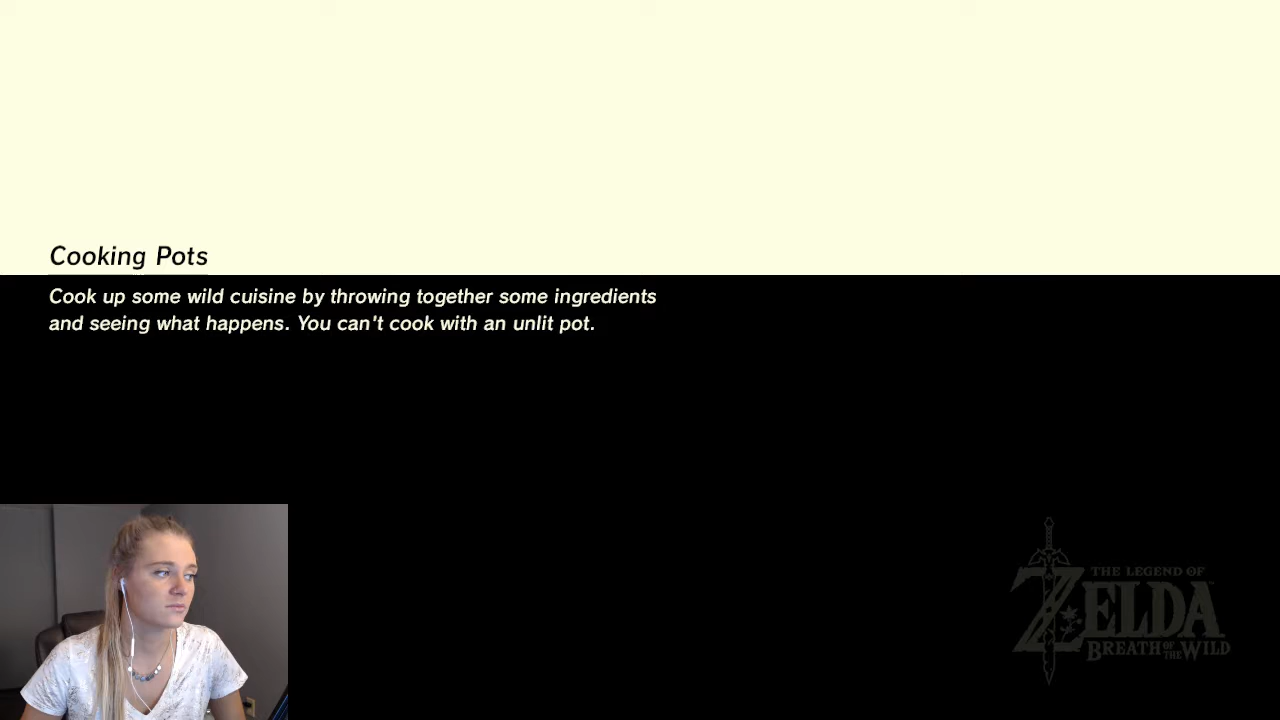 Cooking Pots
Cook up some wild cuisine by throwing together some ingredients
and seeing what happens. You can't cook with an unlit pot.
THE LEGEND OF
ZELDA
BREATH OF THE WILD